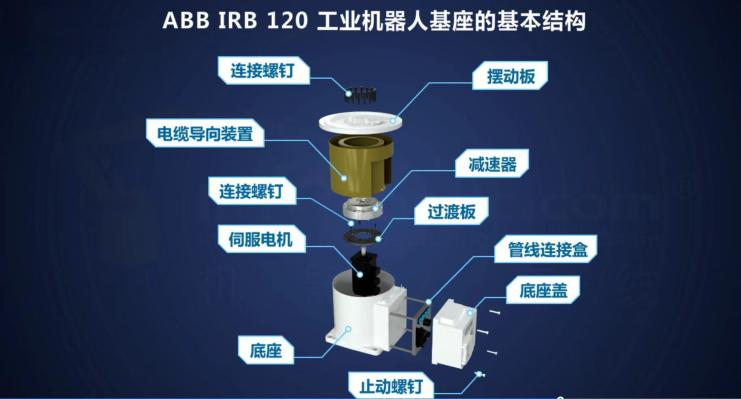 ABB IRB 120 工业机器人基座的基本结构
连接螺钉
摆动板
电缆导向装置
减速器
连接螺钉
过渡板
伺服电机
管线连接盒
底座盖
底座
止动螺钉